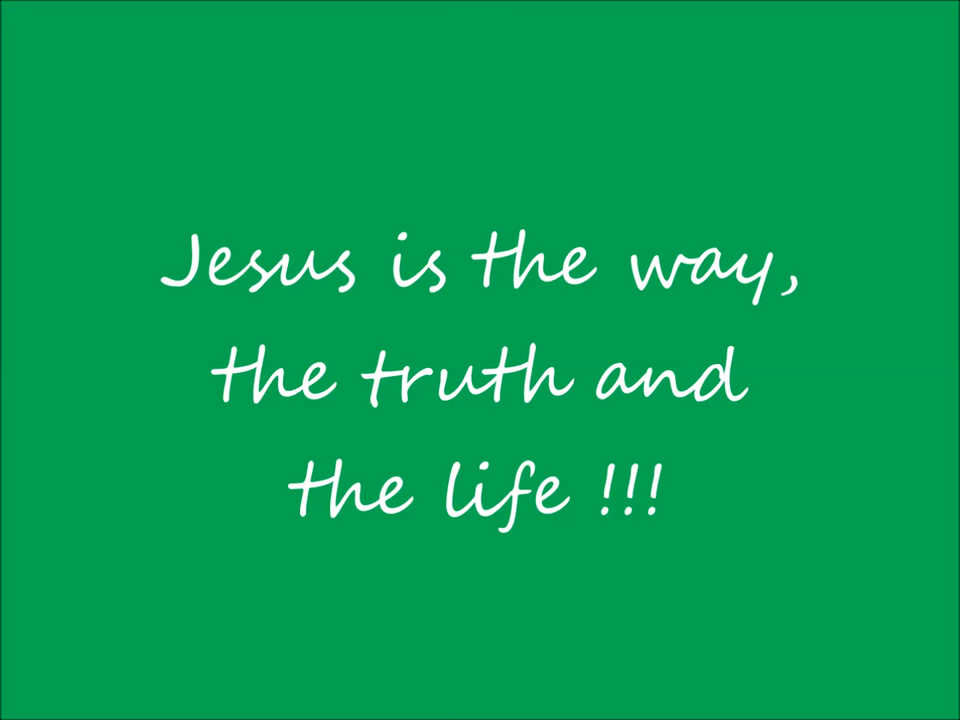 Jesus is the way,
the truth and
the life !!!